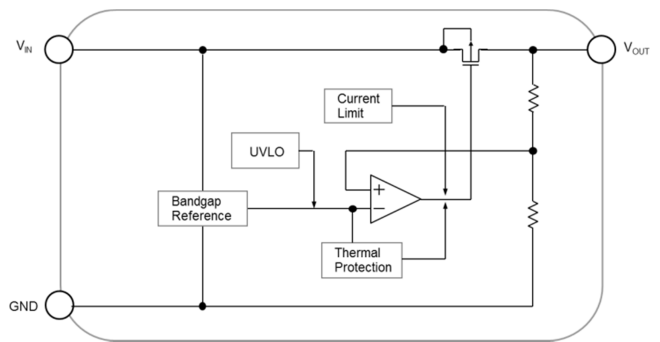 VIN
VOUT
Current
Limit
UVLO
+
Bandgap
Reference
−
Thermal
Protection
GND